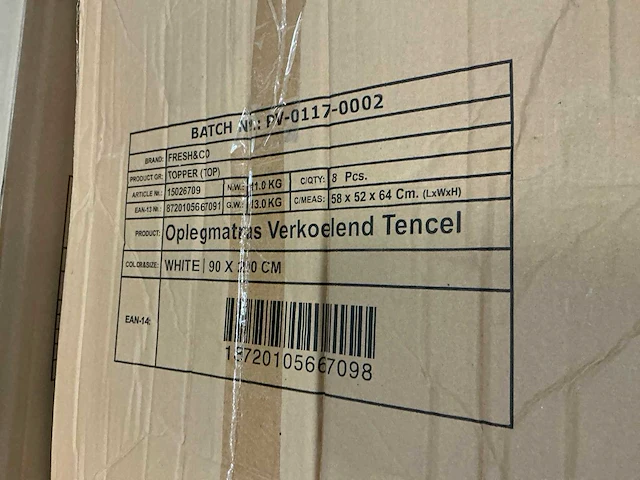 BATCH Nr.: PV-0117-0002
BRAND: FRESH&CO
PRODUCT GR: TOPPER (TOP)
ARTICLE Nr.: 15026709 N.W.: 11.0 KG C/QTY: 8 Pcs.
EAN-13 Nr: 8720105667091 G.W.: 13.0 KG C/MEAS: 58 x 52 x 64 Cm. (LxWxH)
PRODUCT: Oplegmatras Verkoelend Tencel
COLOR&SIZE: WHITE | 90 X 200 CM
EAN-14:
18720105667098